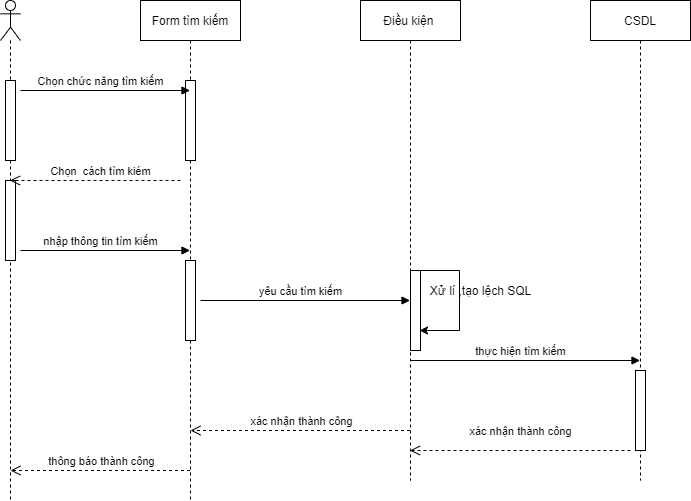 Form tìm kiếm
Điều kiện
CSDL
Chọn chức năng tìm kiếm
Chọn cách tìm kiếm
nhập thông tin tìm kiếm
yêu cầu tìm kiếm
Xử lí ,tạo lệch SQL
thực hiện tìm kiếm
xác nhận thành công
xác nhận thành công
thông báo thành công